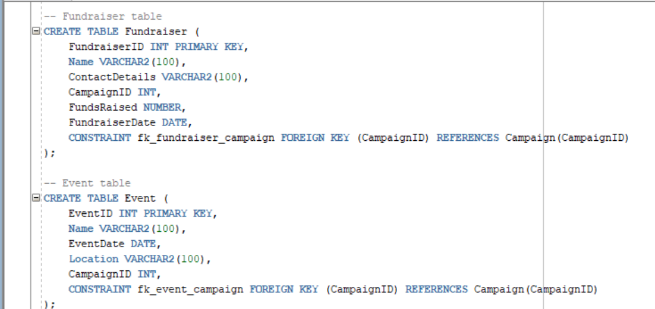 -- Fundraiser table
CREATE TABLE Fundraiser (
FundraiserID INT PRIMARY KEY,
Name VARCHAR2(100),
ContactDetails VARCHAR2(100),
CampaignID INT,
FundsRaised NUMBER,
FundraiserDate DATE,
CONSTRAINT fk_fundraiser_campaign FOREIGN KEY (CampaignID) REFERENCES Campaign(CampaignID)
);
-- Event table
CREATE TABLE Event (
EventID INT PRIMARY KEY,
Name VARCHAR2(100),
EventDate DATE,
Location VARCHAR2(100),
CampaignID INT,
CONSTRAINT fk_event_campaign FOREIGN KEY (CampaignID) REFERENCES Campaign(CampaignID)
);